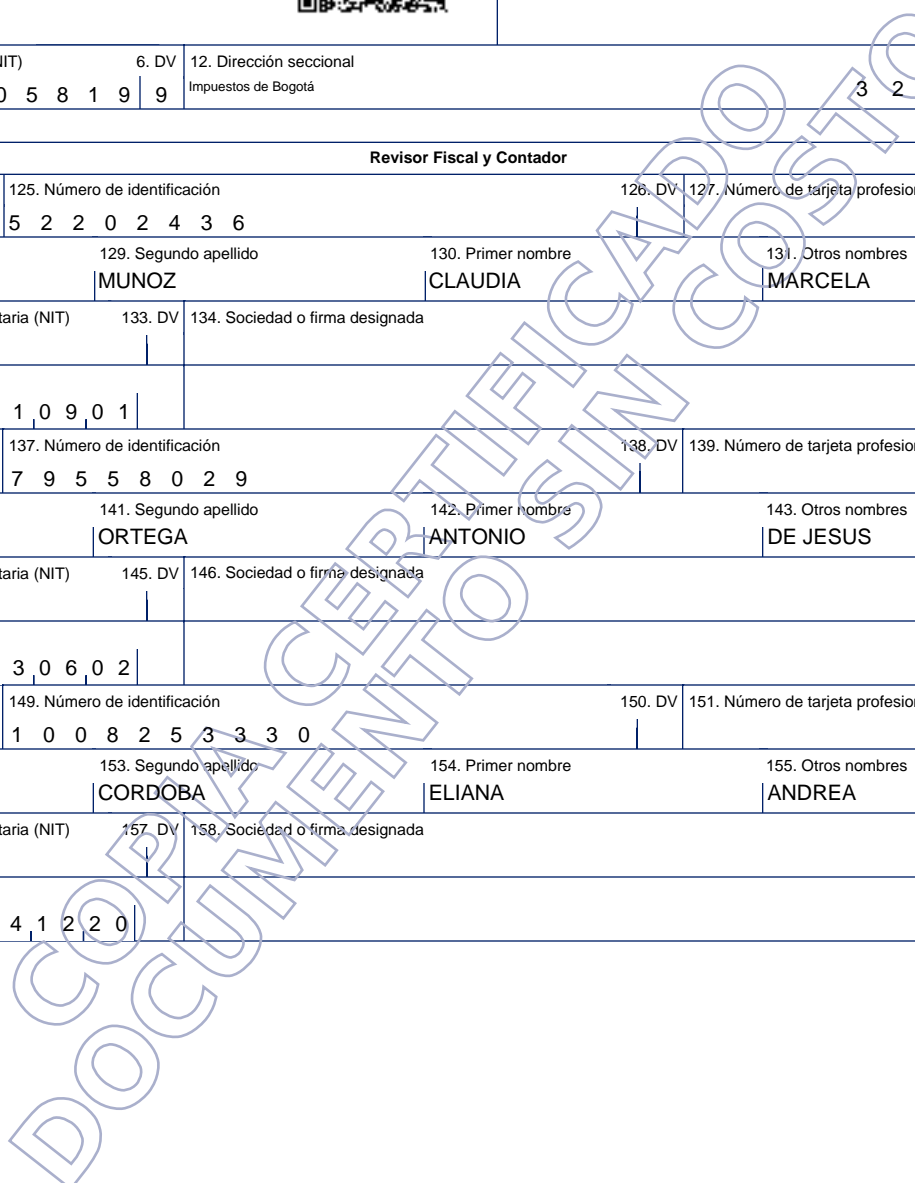 6. DV 12. Dirección seccional
5 8 1 9 9 Impuestos de Bogotá 3 2
Revisor Fiscal y Contador
125. Número de identificación 126. DV 127. Número de tarjeta
5 2 2 0 2 4 3 6
129. Segundo apellido 130. Primer nombre 131. Otros nombres
MUNOZ CLAUDIA MARCELA
(NIT) 133. DV 134. Sociedad o firma designada
1 0 9 0 1
137. Número de identificación 138. DV 139. Número de tarjeta
7 9 5 5 8 0 2 9
141. Segundo apellido 142. Primer nombre 143. Otros nombres
ORTEGA ANTONIO DE JESUS
(NIT) 145. DV 146. Sociedad o firma designada
3 0 6 0 2
149. Número de identificación 150. DV 151. Número de tarjeta
1 0 0 8 2 5 3 3 3 0
153. Segundo apellido 154. Primer nombre 155. Otros nombres
CORDOBA ELIANA ANDREA
(NIT) 157. DV 158. Sociedad o firma designada
4 1 2 2 0
COPIA CERTIFICADO
DOCUMENTO SIN COSTO